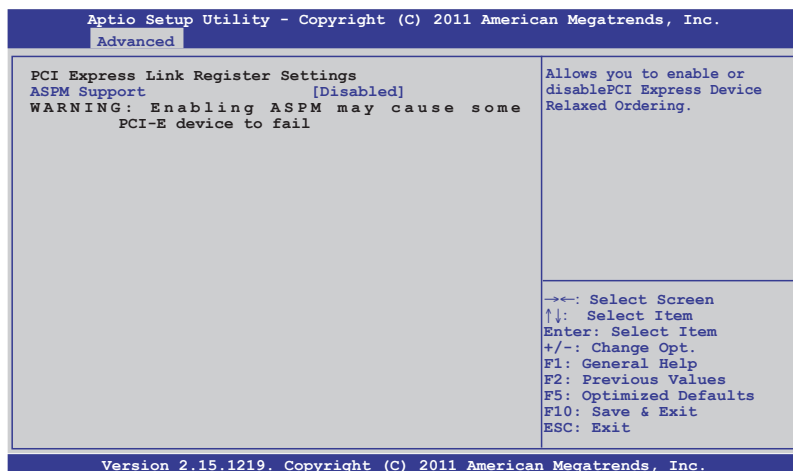 Aptio Setup Utility - Copyright (C) 2011 American Megatrends, Inc.
Advanced
PCI Express Link Register Settings
ASPM Support [Disabled]
WARNING: Enabling ASPM may cause some
PCI-E device to fail
Allows you to enable or
disablePCI Express Device
Relaxed Ordering.
→←: Select Screen
↑↓: Select Item
Enter: Select Item
+/-: Change Opt.
F1: General Help
F2: Previous Values
F5: Optimized Defaults
F10: Save & Exit
ESC: Exit
Version 2.15.1219. Copyright (C) 2011 American Megatrends, Inc.